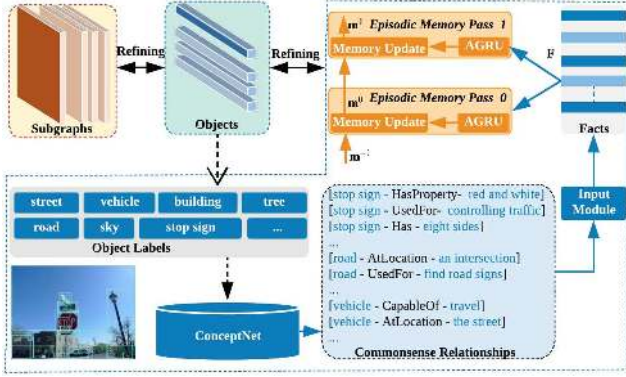 Refining
Refining
Subgraphs
Objects
m¹ Episodic Memory Pass 1
Memory Update
AGRU
F
m⁰ Episodic Memory Pass 0
Memory Update
AGRU
m⁻¹
Facts
street vehicle building tree
road sky stop sign ...
Object Labels
ConceptNet
[stop sign - HasProperty- red and white]
[stop sign - UsedFor- controlling traffic]
[stop sign - Has - eight sides]
...
[road - AtLocation - an intersection]
[road - UsedFor - find road signs]
...
[vehicle - CapableOf - travel]
[vehicle - AtLocation - the street]
...
Commonsense Relationships
Input
Module